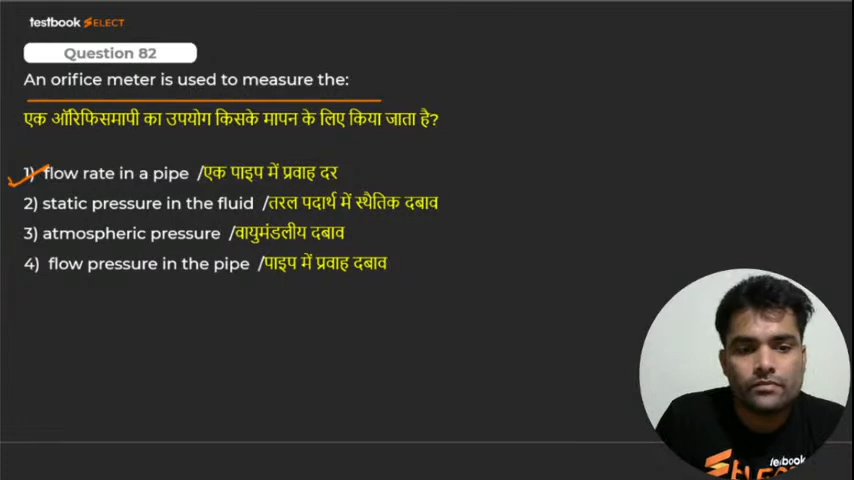 testbook SELECT
Question 82
An orifice meter is used to measure the:
एक ऑरिफिसमापी का उपयोग किसके मापन के लिए किया जाता है?
1) flow rate in a pipe /एक पाइप में प्रवाह दर
2) static pressure in the fluid /तरल पदार्थ में स्थैतिक दबाव
3) atmospheric pressure /वायुमंडलीय दबाव
4) flow pressure in the pipe /पाइप में प्रवाह दबाव
testbook